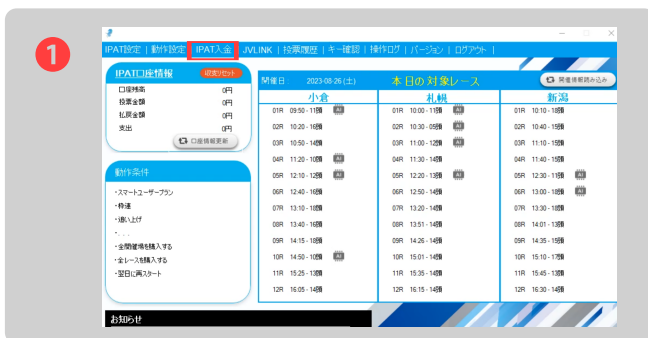 1
IPAT設定 | 動作設定 | IPAT入金 | JVLINK | 投票履歴 | キー確認 | 操作ログ | バージョン | ログアウト |
IPAT口座情報 収支リセット
口座残高 0円
投票金額 0円
払戻金額 0円
支出 0円
口座情報更新
動作条件
・スマートユーザープラン
・枠連
・追い上げ
・. . .
・全開催場を購入する
・全レースを購入する
・翌日に再スタート
開催日: 2023-08-26 (土) 本日の対象レース 開催情報読み込み
小倉 札幌 新潟
01R 09:50 - 11頭 AI 01R 10:00 - 11頭 AI 01R 10:10 - 18頭
02R 10:20 - 16頭 02R 10:30 - 05頭 AI 02R 10:40 - 15頭
03R 10:50 - 14頭 03R 11:00 - 12頭 AI 03R 11:10 - 15頭
04R 11:20 - 10頭 AI 04R 11:30 - 14頭 04R 11:40 - 15頭
05R 12:10 - 12頭 AI 05R 12:20 - 13頭 AI 05R 12:30 - 11頭 AI
06R 12:40 - 16頭 06R 12:50 - 14頭 06R 13:00 - 18頭 AI
07R 13:10 - 18頭 07R 13:20 - 14頭 07R 13:30 - 18頭
08R 13:40 - 16頭 08R 13:51 - 14頭 08R 14:01 - 13頭
09R 14:15 - 18頭 09R 14:26 - 14頭 09R 14:35 - 15頭
10R 14:50 - 10頭 AI 10R 15:01 - 14頭 10R 15:10 - 17頭
11R 15:25 - 13頭 11R 15:35 - 14頭 11R 15:45 - 13頭
12R 16:05 - 14頭 12R 16:15 - 14頭 12R 16:30 - 14頭
お知らせ